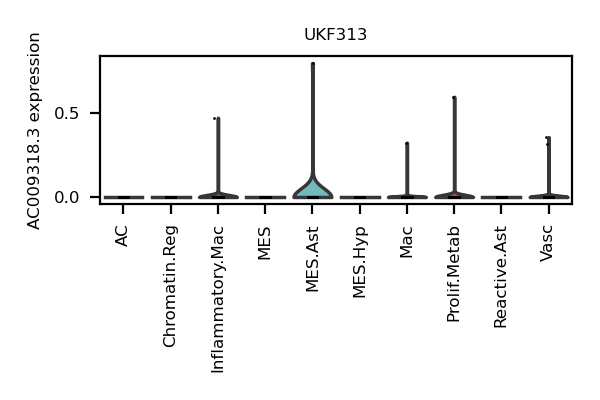 UKF313
AC009318.3 expression
0.5
0.0
AC
Chromatin.Reg
Inflammatory.Mac
MES
MES.Ast
MES.Hyp
Mac
Prolif.Metab
Reactive.Ast
Vasc